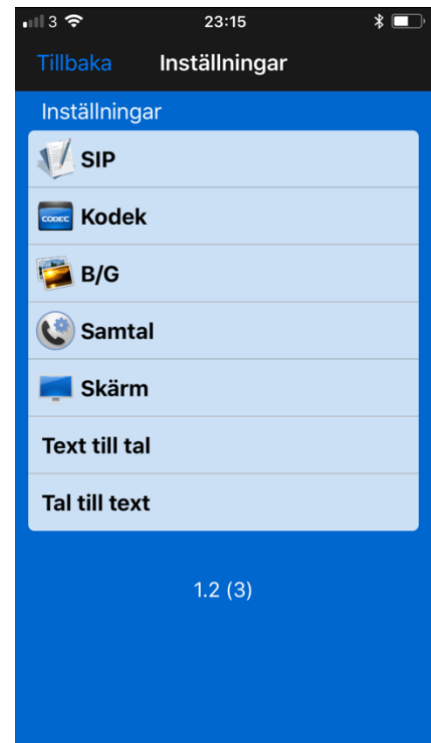 3 23:15
Tillbaka Inställningar
Inställningar
SIP
CODEC Kodek
B/G
Samtal
Skärm
Text till tal
Tal till text
1.2 (3)